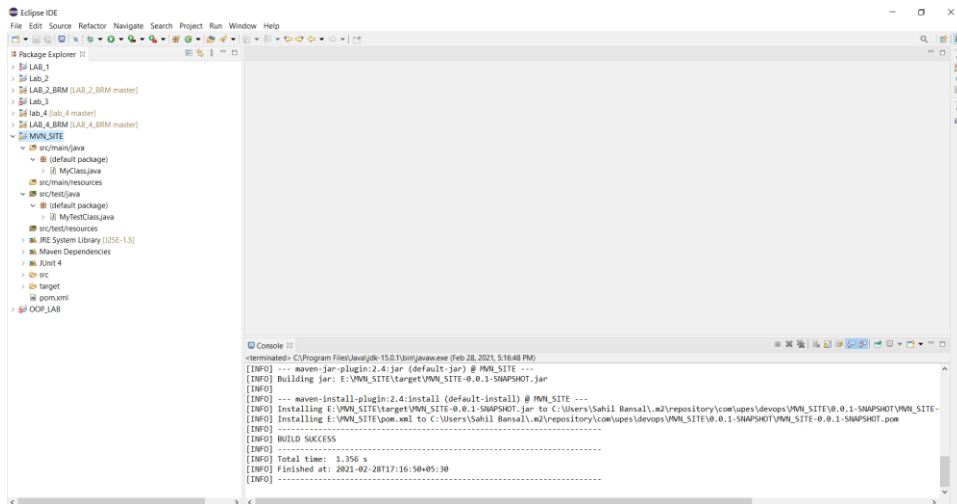 Eclipse IDE
File Edit Source Refactor Navigate Search Project Run Window Help
Package Explorer
LAB_1
Lab_2
LAB_2_BRM [LAB_2_BRM master]
Lab_3
lab_4 [lab_4 master]
LAB_4_BRM [LAB_4_BRM master]
MVN_SITE
src/main/java
(default package)
MyClass.java
src/main/resources
src/test/java
(default package)
MyTestClass.java
src/test/resources
JRE System Library [J2SE-1.5]
Maven Dependencies
JUnit 4
src
target
pom.xml
OOP_LAB
Console
<terminated> C:\Program Files\Java\jdk-15.0.1\bin\javaw.exe (Feb 28, 2021, 5:16:48 PM)
[INFO] --- maven-jar-plugin:2.4:jar (default-jar) @ MVN_SITE ---
[INFO] Building jar: E:\MVN_SITE\target\MVN_SITE-0.0.1-SNAPSHOT.jar
[INFO]
[INFO] --- maven-install-plugin:2.4:install (default-install) @ MVN_SITE ---
[INFO] Installing E:\MVN_SITE\target\MVN_SITE-0.0.1-SNAPSHOT.jar to C:\Users\Sahil Bansal\.m2\repository\com\upes\devops\MVN_SITE\0.0.1-SNAPSHOT\MVN_SITE-
[INFO] Installing E:\MVN_SITE\pom.xml to C:\Users\Sahil Bansal\.m2\repository\com\upes\devops\MVN_SITE\0.0.1-SNAPSHOT\MVN_SITE-0.0.1-SNAPSHOT.pom
[INFO] ------------------------------------------------------------------------
[INFO] BUILD SUCCESS
[INFO] ------------------------------------------------------------------------
[INFO] Total time:  1.356 s
[INFO] Finished at: 2021-02-28T17:16:50+05:30
[INFO] ------------------------------------------------------------------------